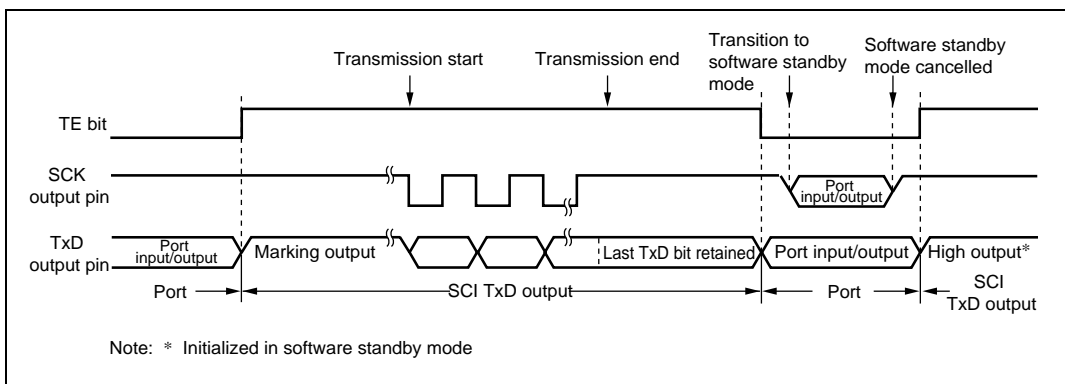 Transmission start
Transmission end
Transition to
software standby
mode
Software standby
mode cancelled
TE bit
SCK
output pin
Port
input/output
TxD
output pin
Port
input/output
Marking output
Last TxD bit retained
Port input/output
High output*
Port
SCI TxD output
Port
SCI
TxD output
Note: * Initialized in software standby mode